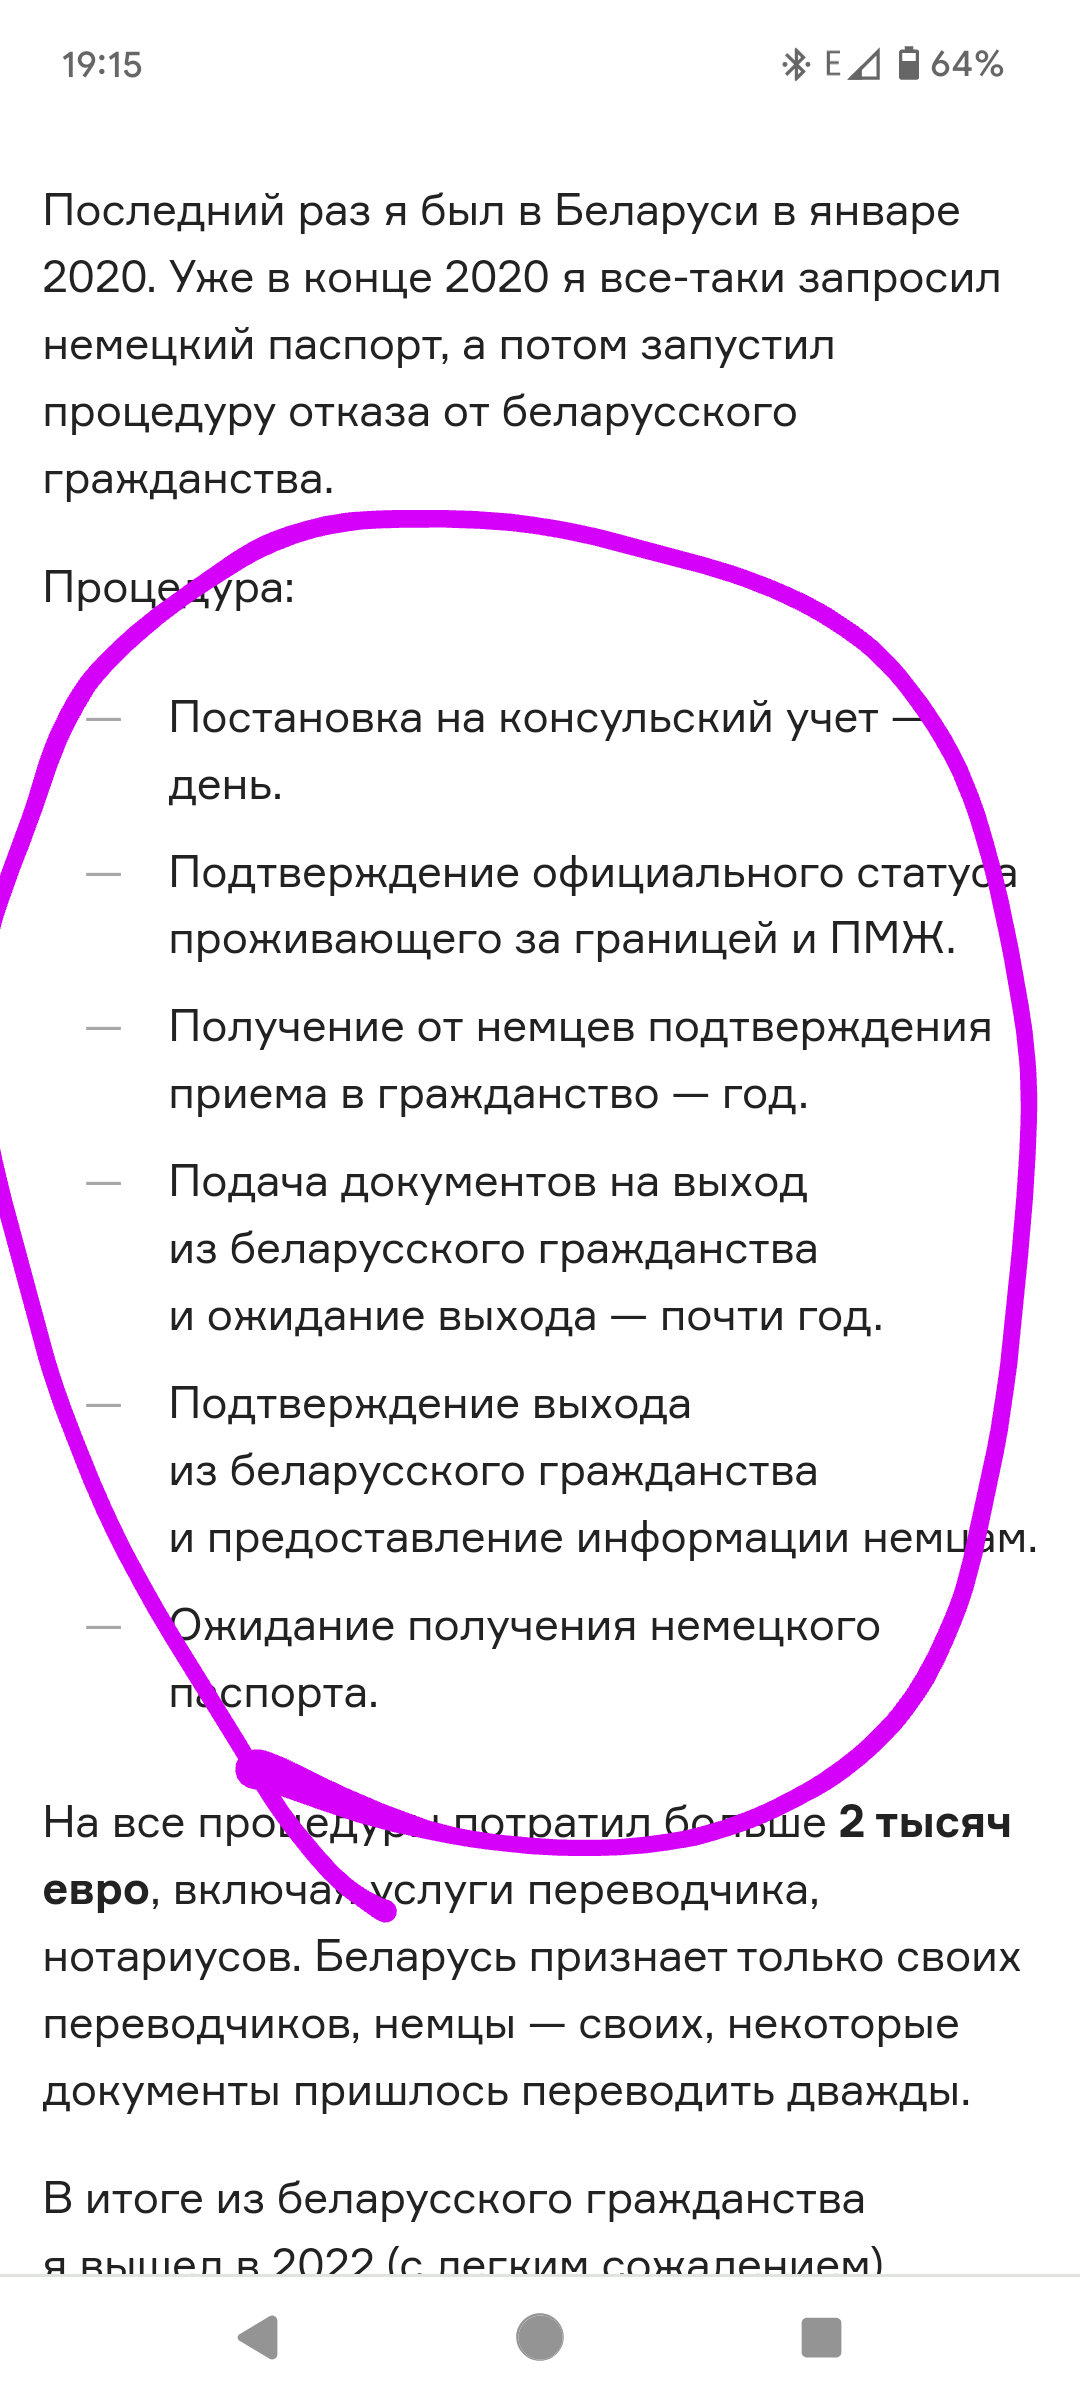 19:15 E 64%
Последний раз я был в Беларуси в январе
2020. Уже в конце 2020 я все-таки запросил
немецкий паспорт, а потом запустил
процедуру отказа от беларусского
гражданства.
Процедура:
— Постановка на консульский учет —
день.
— Подтверждение официального статуса
проживающего за границей и ПМЖ.
— Получение от немцев подтверждения
приема в гражданство — год.
— Подача документов на выход
из беларусского гражданства
и ожидание выхода — почти год.
— Подтверждение выхода
из беларусского гражданства
и предоставление информации немцам.
— Ожидание получения немецкого
паспорта.
На все процедуры потратил больше 2 тысяч
евро, включая услуги переводчика,
нотариусов. Беларусь признает только своих
переводчиков, немцы — своих, некоторые
документы пришлось переводить дважды.
В итоге из беларусского гражданства
я вышел в 2022 (с легким сожалением)